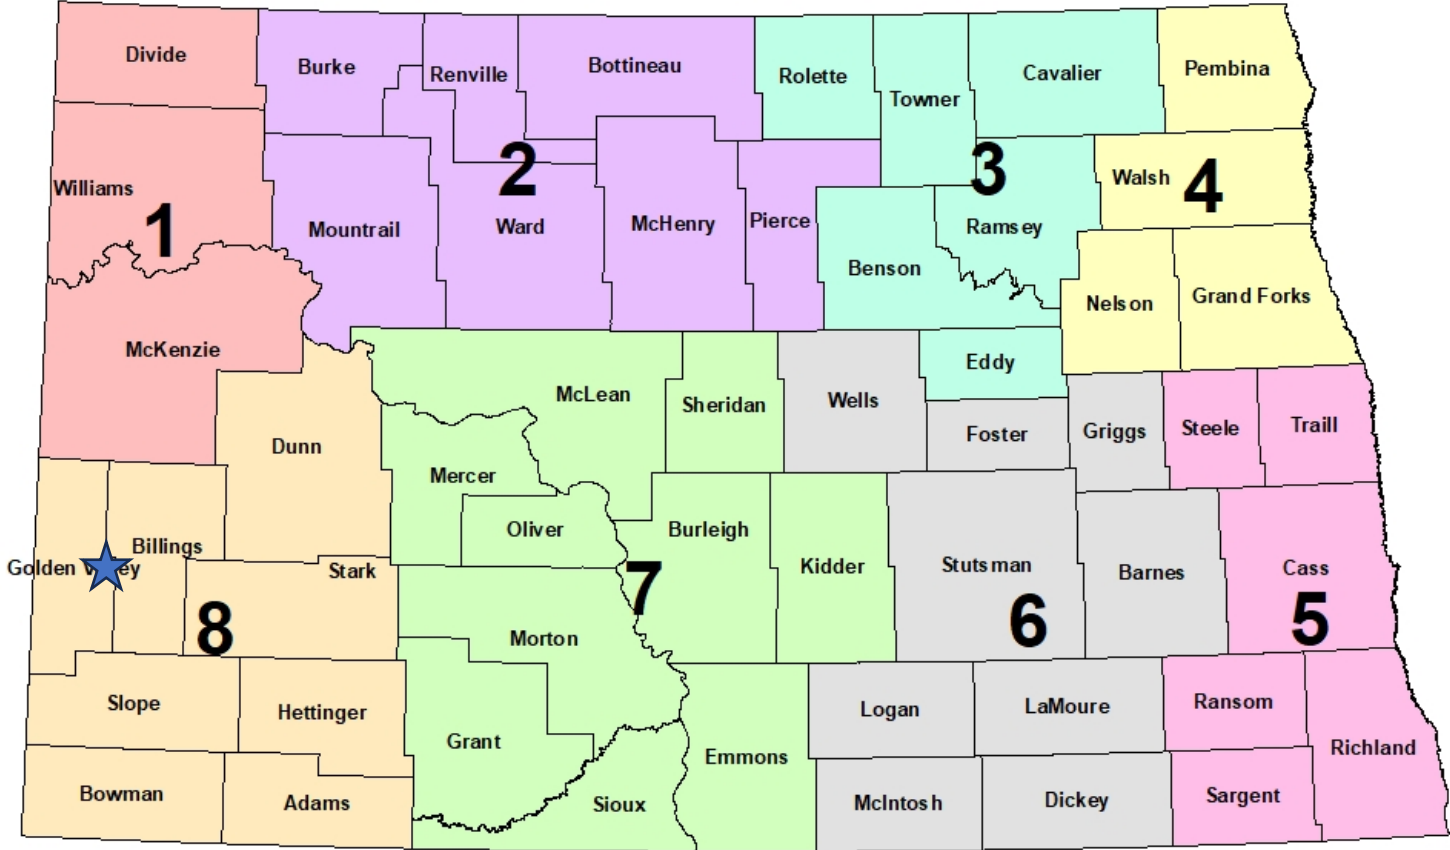 Divide
Burke
Renville
Bottineau
Rolette
Towner
Cavalier
Pembina
Williams
1
Mountrail
2
Ward
McHenry
Pierce
3
Ramsey
Benson
Walsh
4
Nelson
Grand Forks
McKenzie
McLean
Sheridan
Wells
Eddy
Foster
Griggs
Steele
Traill
Dunn
Mercer
Oliver
Burleigh
Kidder
Stutsman
Barnes
Cass
5
6
7
Golden
Billings
Stark
8
Morton
Slope
Hettinger
Grant
Emmons
Logan
LaMoure
Ransom
Richland
Bowman
Adams
Sioux
McIntosh
Dickey
Sargent